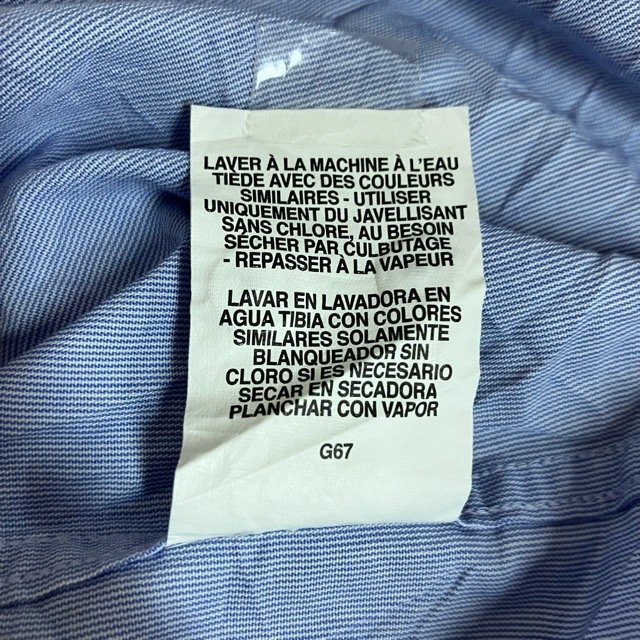 LAVER À LA MACHINE À L'EAU
TIÈDE AVEC DES COULEURS
SIMILAIRES - UTILISER
UNIQUEMENT DU JAVELLISANT
SANS CHLORE, AU BESOIN
SÉCHER PAR CULBUTAGE
- REPASSER À LA VAPEUR
LAVAR EN LAVADORA EN
AGUA TIBIA CON COLORES
SIMILARES SOLAMENTE
BLANQUEADOR SIN
CLORO SI ES NECESARIO
SECAR EN SECADORA
PLANCHAR CON VAPOR
G67